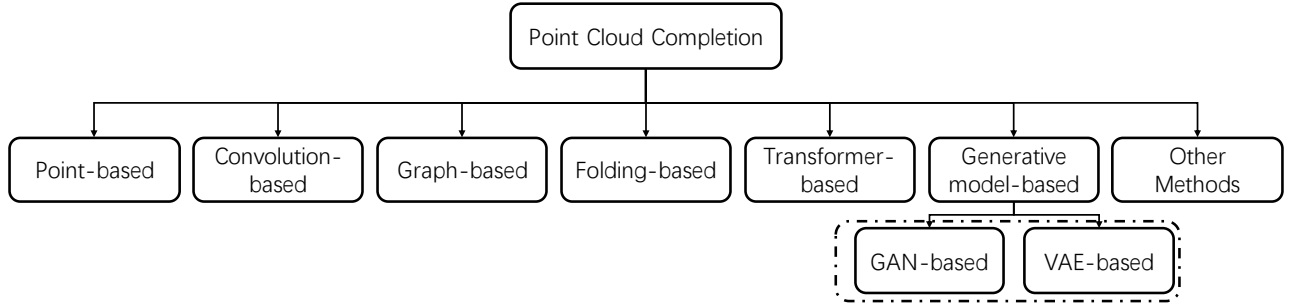 Point Cloud Completion
Point-based
Convolution-
based
Graph-based
Folding-based
Transformer-
based
Generative
model-based
Other
Methods
GAN-based
VAE-based